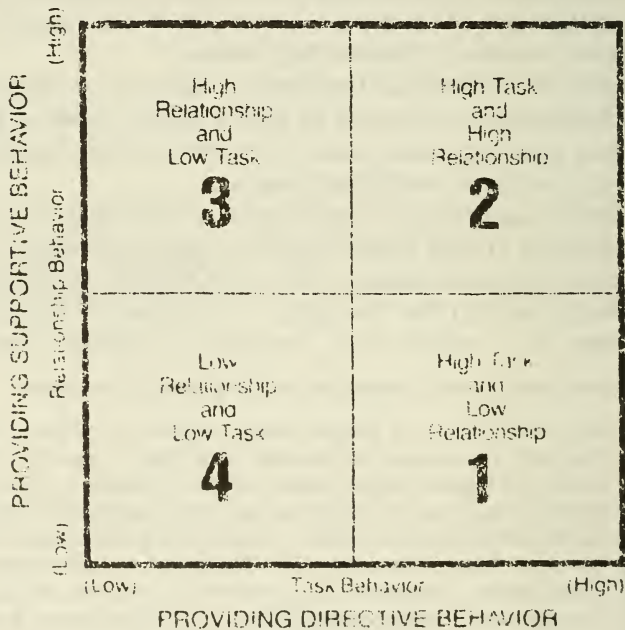 PROVIDING SUPPORTIVE BEHAVIOR
Relationship Behavior
(High)
(Low)
High
Relationship
and
Low Task
3
High Task
and
High
Relationship
2
Low
Relationship
and
Low Task
4
High Task
and
Low
Relationship
1
(Low)
Task Behavior
(High)
PROVIDING DIRECTIVE BEHAVIOR